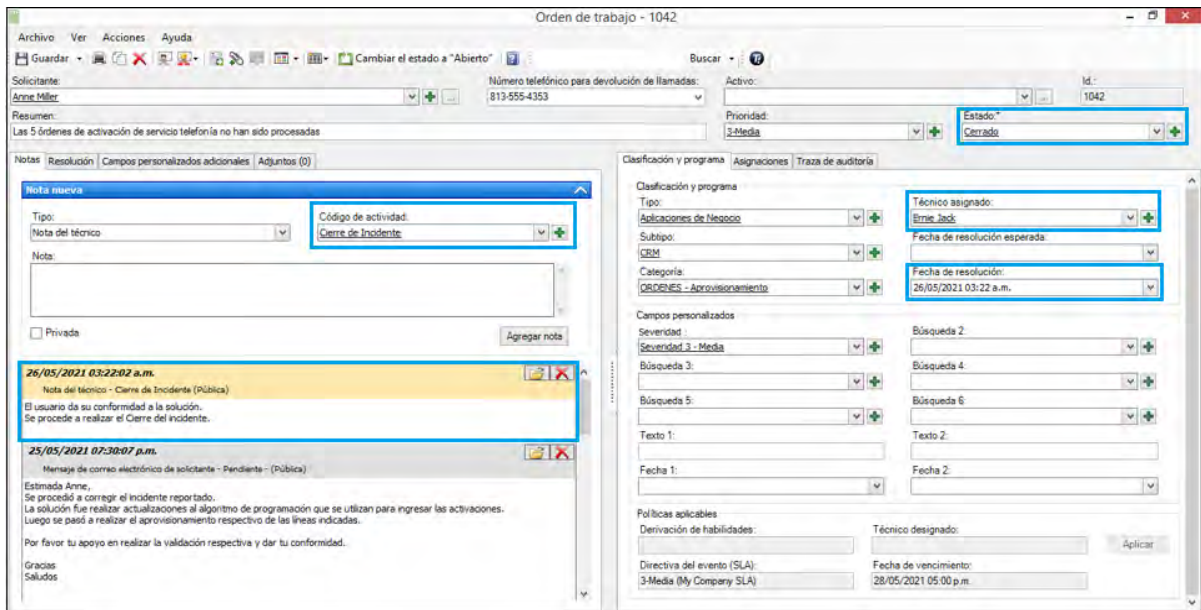 Orden de trabajo - 1042
Archivo Ver Acciones Ayuda
Guardar Cambiar el estado a "Abierto" Buscar
Solicitante: Número telefónico para devolución de llamadas: Activo: Id.:
Anne Miller 813-555-4353 1042
Resumen: Prioridad: Estado:*
Las 5 órdenes de activación de servicio telefonía no han sido procesadas 3-Media Cerrado
Notas Resolución Campos personalizados adicionales Adjuntos (0)
Nota nueva
Tipo: Código de actividad:
Nota del técnico Cierre de Incidente
Nota:
Privada Agregar nota
26/05/2021 03:22:02 a.m.
Nota del técnico - Cierre de Incidente (Pública)
El usuario da su conformidad a la solución.
Se procede a realizar el Cierre del incidente.
25/05/2021 07:30:07 p.m.
Mensaje de correo electrónico de solicitante - Pendiente - (Pública)
Estimada Anne,
Se procedió a corregir el incidente reportado.
La solución fue realizar actualizaciones al algoritmo de programación que se utilizan para ingresar las activaciones.
Luego se pasó a realizar el aprovisionamiento respectivo de las líneas indicadas.
Por favor tu apoyo en realizar la validación respectiva y dar tu conformidad.
Gracias
Saludos
Clasificación y programa Asignaciones Traza de auditoría
Clasificación y programa
Tipo: Técnico asignado:
Aplicaciones de Negocio Ernie Jack
Subtipo: Fecha de resolución esperada:
CRM
Categoría: Fecha de resolución:
ORDENES - Aprovisionamiento 26/05/2021 03:22 a.m.
Campos personalizados
Severidad : Búsqueda 2:
Severidad 3 - Media
Búsqueda 3: Búsqueda 4:
Búsqueda 5: Búsqueda 6:
Texto 1: Texto 2:
Fecha 1: Fecha 2:
Políticas aplicables
Derivación de habilidades: Técnico designado:
Aplicar
Directiva del evento (SLA): Fecha de vencimiento:
3-Media (My Company SLA) 28/05/2021 05:00 p.m.